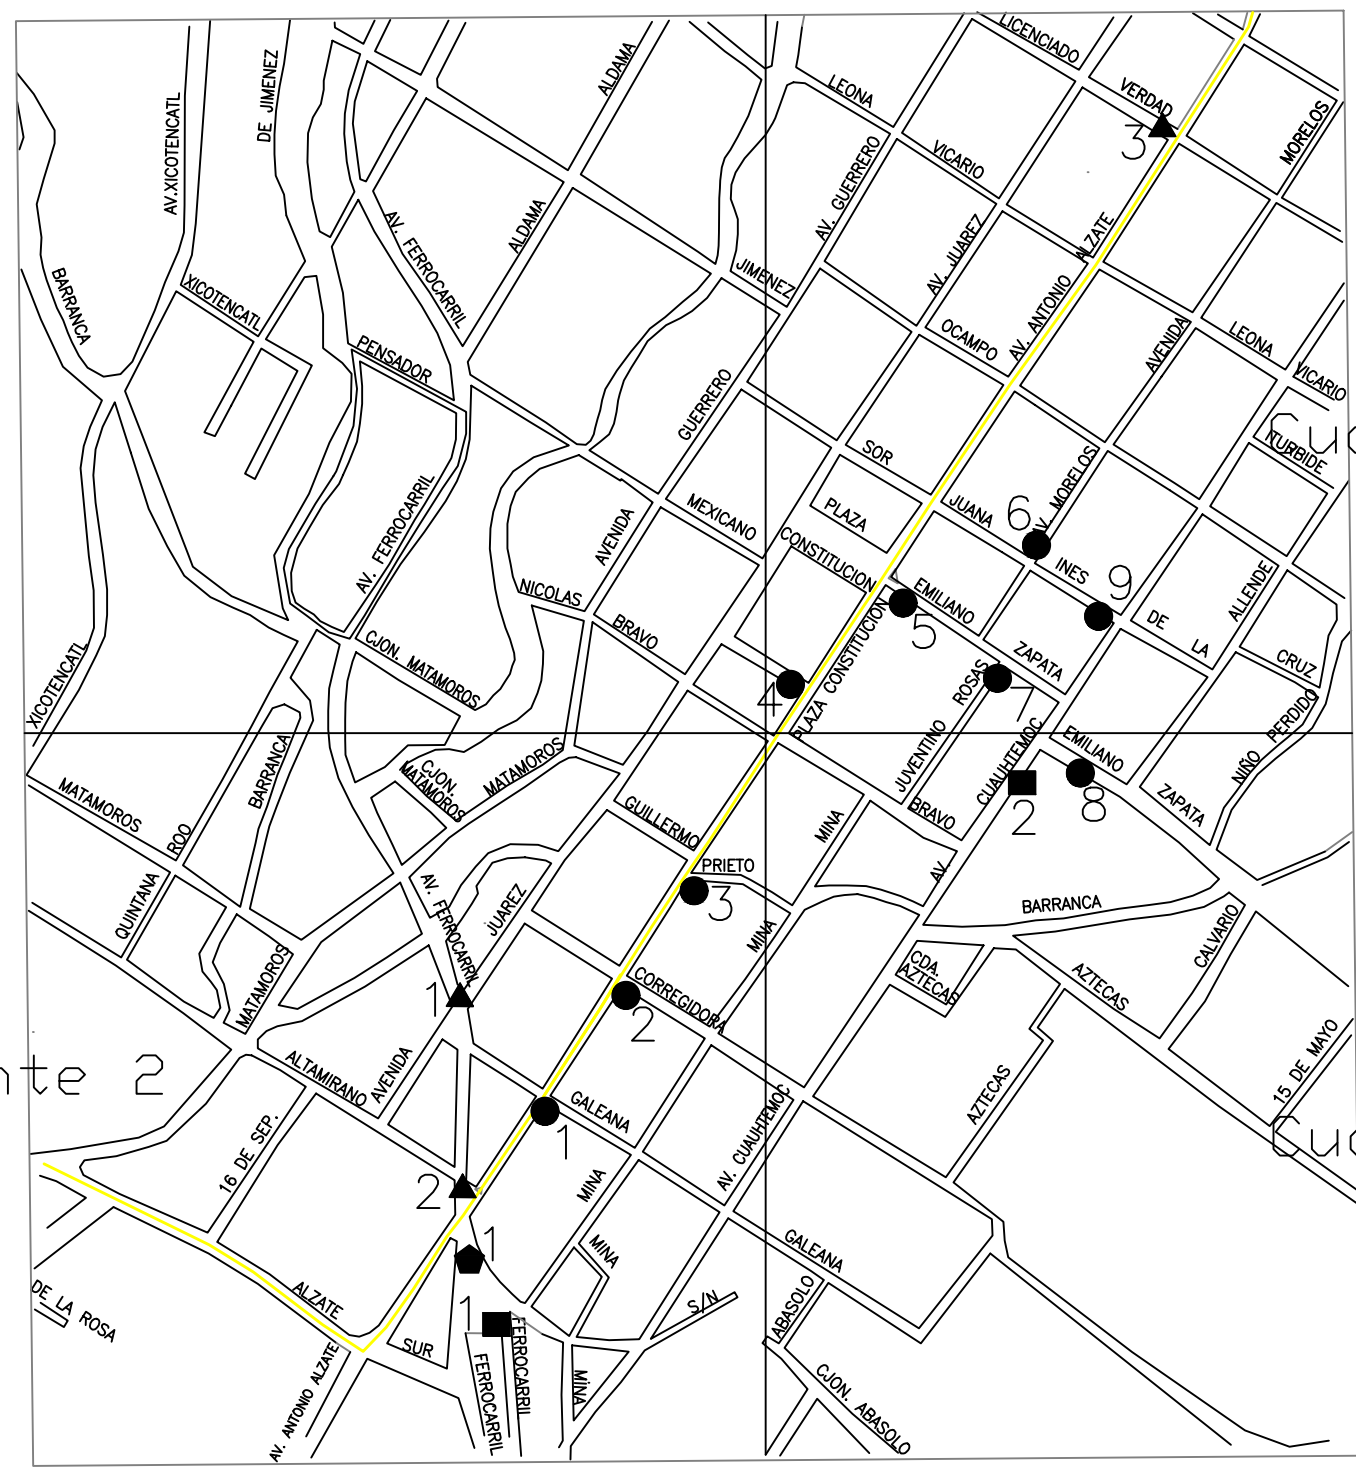 LICENCIADO
VERDAD
3
MORELOS
ALDAMA
LEONA
VICARIO
DE JIMENEZ
AV.XICOTENCATL
AV. GUERRERO
AV. JUAREZ
ALZATE
AV. ANTONIO
ALDAMA
AV. FERROCARRIL
BARRANCA
XICOTENCATL
JIMENEZ
OCAMPO
AVENIDA
LEONA
VICARIO
PENSADOR
GUERRERO
SOR
ITURBIDE
Cuc
AV. FERROCARRIL
MEXICANO
PLAZA
JUANA
6
AV. MORELOS
AVENIDA
CONSTITUCION
INES
9
ALLENDE
NICOLAS
BRAVO
EMILIANO
5
DE
LA
ZAPATA
CRUZ
CJON. MATAMOROS
XICOTENCATL
4
PLAZA CONSTITUCION
ROSAS
7
JUVENTINO
CUAUHTEMOC
EMILIANO
NIÑO
PERDIDO
BARRANCA
CJON.
MATAMOROS
MATAMOROS
2
8
ZAPATA
MATAMOROS
ROO
QUINTANA
GUILLERMO
PRIETO
3
MINA
BRAVO
AV.
AV. FERROCARRIL
JUAREZ
MINA
BARRANCA
CALVARIO
CDA.
AZTECAS
AZTECAS
MATAMOROS
1
CORREGIDORA
2
nte 2
ALTAMIRANO
AVENIDA
GALEANA
1
AV. CUAUHTEMOC
AZTECAS
15 DE MAYO
Cuc
16 DE SEP.
2
MINA
1
MINA
GALEANA
ALZATE
DE LA ROSA
1
SUR
FERROCARRIL
FERROCARRIL
S/N
ABASOLO
MINA
AV. ANTONIO ALZATE
CJON. ABASOLO